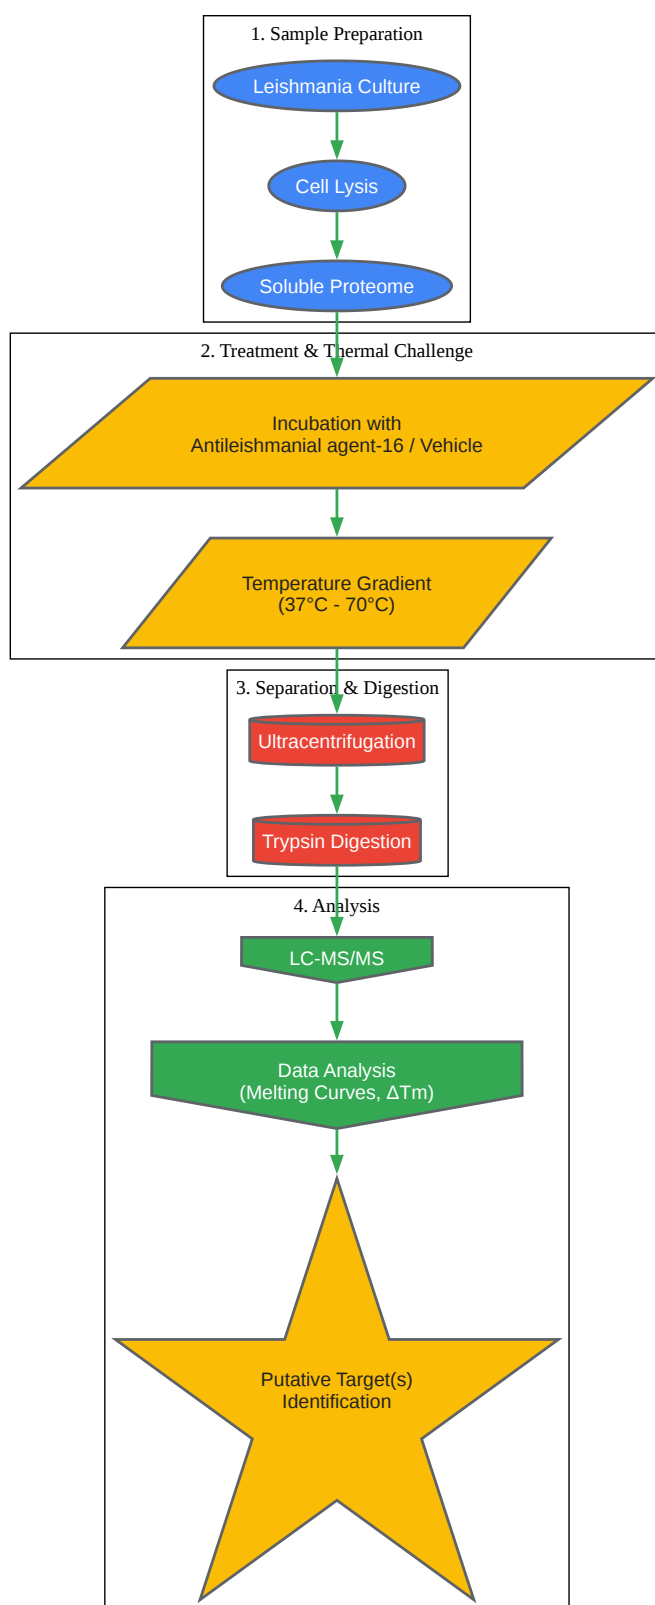 1. Sample Preparation
Leishmania Culture
Cell Lysis
Soluble Proteome
2. Treatment & Thermal Challenge
Incubation with
Antileishmanial agent-16 / Vehicle
Temperature Gradient
(37°C - 70°C)
3. Separation & Digestion
Ultracentrifugation
Trypsin Digestion
4. Analysis
LC-MS/MS
Data Analysis
(Melting Curves, ΔTm)
Putative Target(s)
Identification